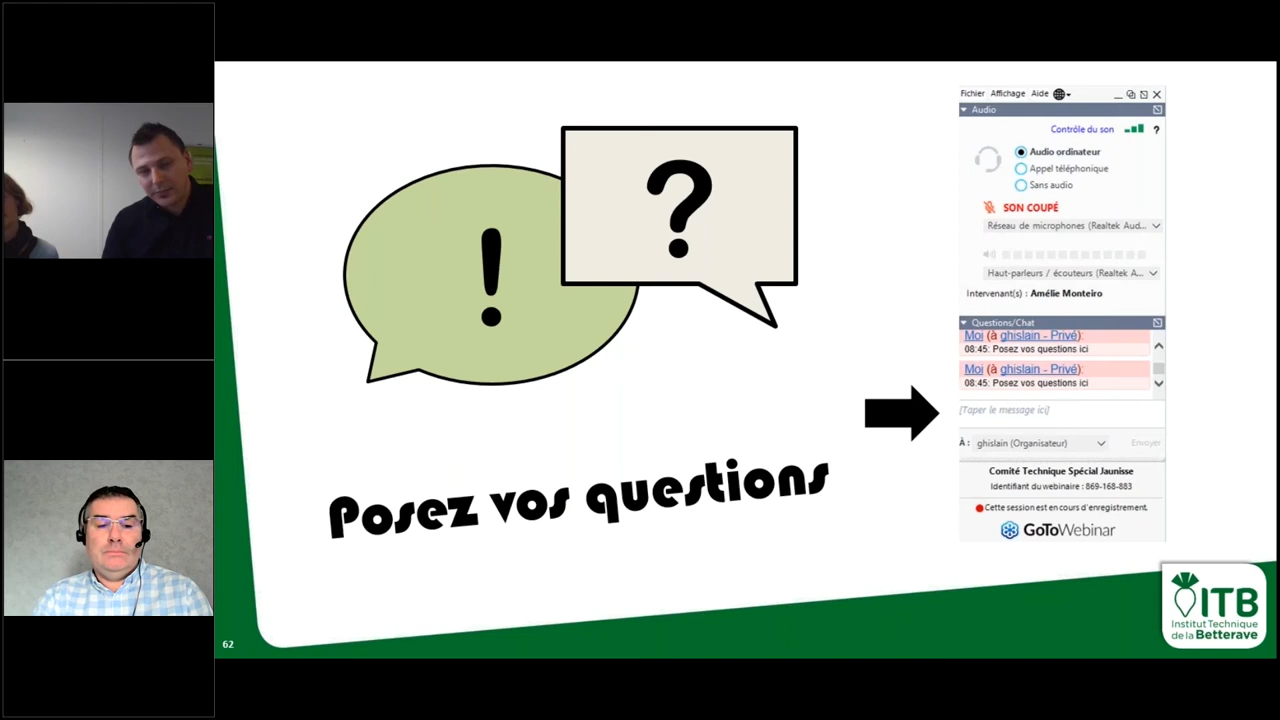 ! ?
Posez vos questions
Fichier Affichage Aide
Audio
Contrôle du son ?
Audio ordinateur
Appel téléphonique
Sans audio
SON COUPÉ
Réseau de microphones (Realtek Aud...
Haut-parleurs / écouteurs (Realtek A...
Intervenant(s) : Amélie Monteiro
Questions/Chat
Moi (à ghislain - Privé):
08:45: Posez vos questions ici
Moi (à ghislain - Privé):
08:45: Posez vos questions ici
[Taper le message ici]
À : ghislain (Organisateur) Envoyer
Comité Technique Spécial Jaunisse
Identifiant du webinaire : 869-168-883
Cette session est en cours d'enregistrement.
GoToWebinar
ITB
Institut Technique
de la Betterave
62